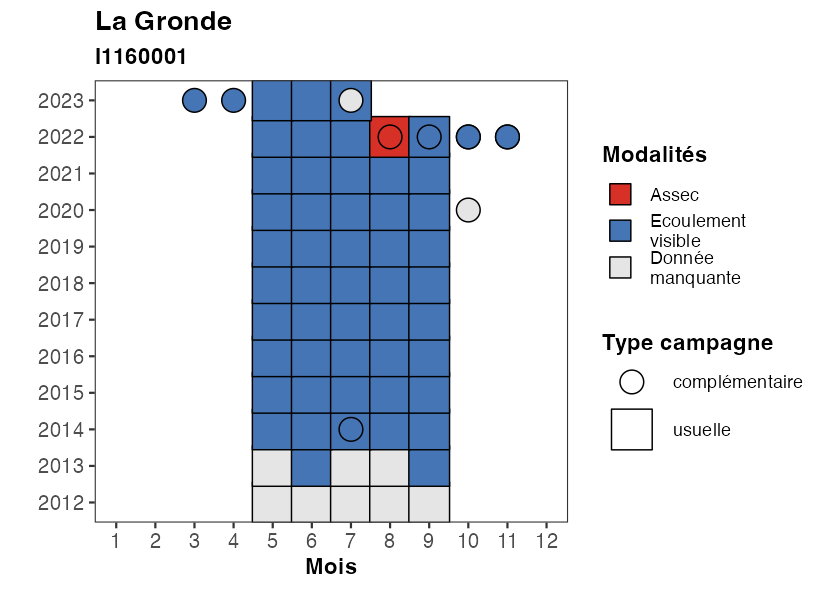 La Gronde
I1160001
2023
2022
2021
2020
2019
2018
2017
2016
2015
2014
2013
2012
1 2 3 4 5 6 7 8 9 10 11 12
Mois
Modalités
Assec
Ecoulement
visible
Donnée
manquante
Type campagne
complémentaire
usuelle